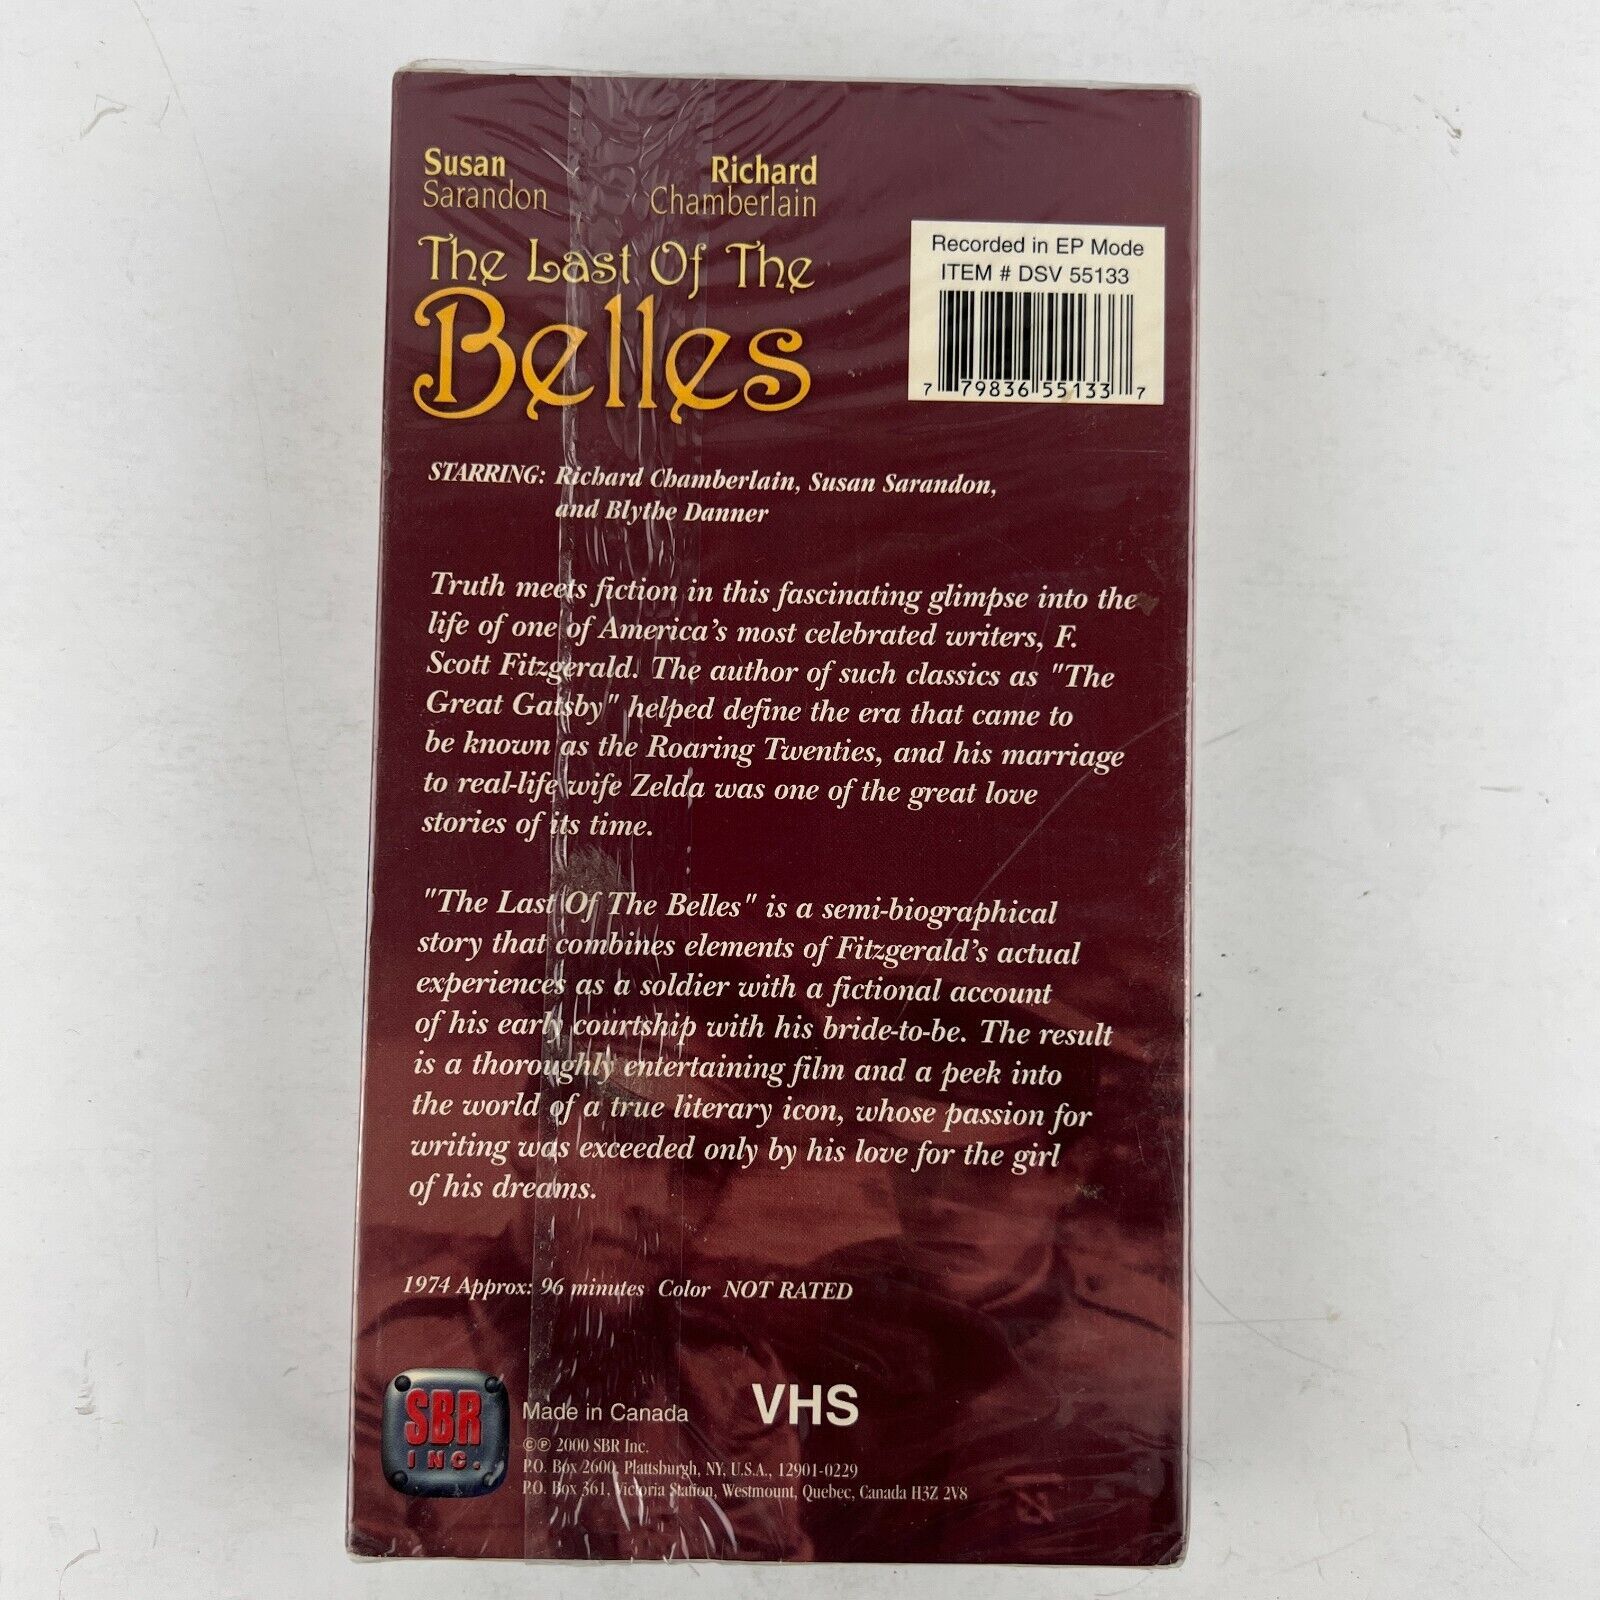 Susan
Sarandon
Richard
Chamberlain
The Last Of The
Belles
Recorded in EP Mode
ITEM # DSV 55133
7 79836 55133 7
STARRING: Richard Chamberlain, Susan Sarandon,
and Blythe Danner
Truth meets fiction in this fascinating glimpse into the
life of one of America's most celebrated writers, F.
Scott Fitzgerald. The author of such classics as "The
Great Gatsby" helped define the era that came to
be known as the Roaring Twenties, and his marriage
to real-life wife Zelda was one of the great love
stories of its time.
"The Last Of The Belles" is a semi-biographical
story that combines elements of Fitzgerald's actual
experiences as a soldier with a fictional account
of his early courtship with his bride-to-be. The result
is a thoroughly entertaining film and a peek into
the world of a true literary icon, whose passion for
writing was exceeded only by his love for the girl
of his dreams.
1974 Approx: 96 minutes Color NOT RATED
SBR
INC.
Made in Canada
VHS
©℗ 2000 SBR Inc.
P.O. Box 2600, Plattsburgh, NY, U.S.A., 12901-0229
P.O. Box 361, Victoria Station, Westmount, Quebec, Canada H3Z 2V8